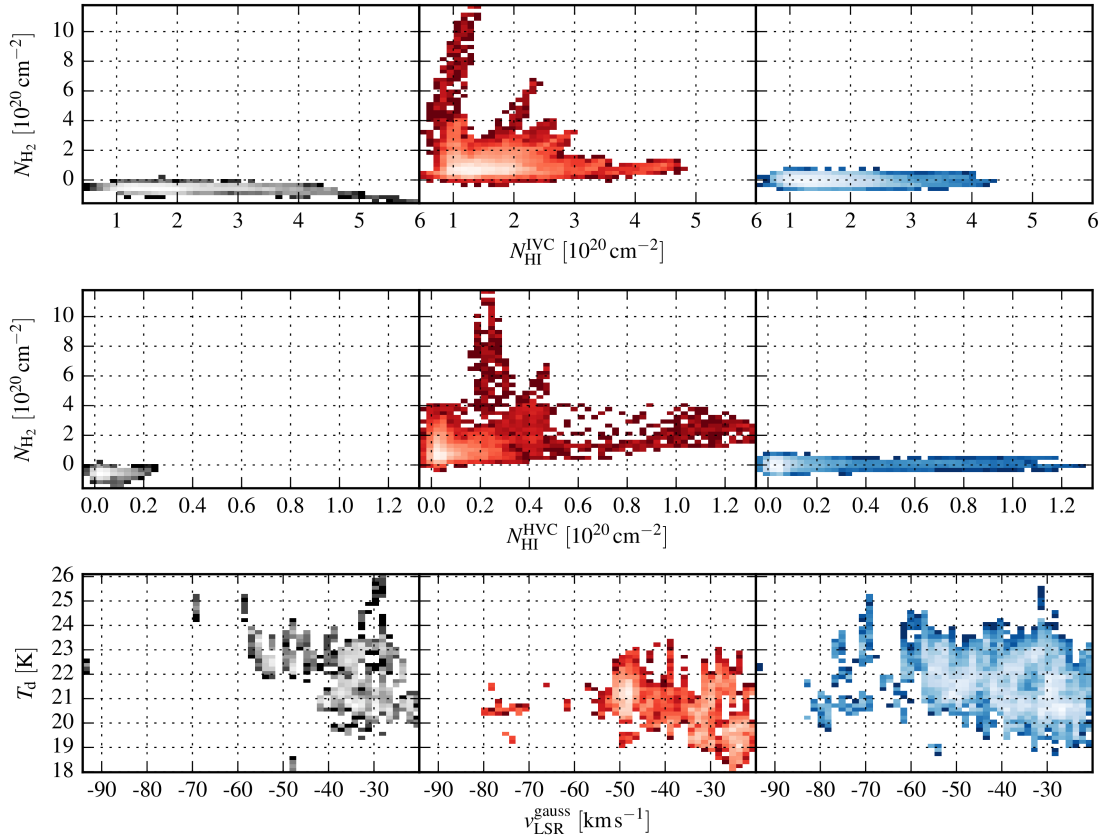 10
8
6
4
2
0
N_H2 [10^20 cm^−2]
1 2 3 4 5 6 1 2 3 4 5 6 1 2 3 4 5 6
N_HI^IVC [10^20 cm^−2]
10
8
6
4
2
0
N_H2 [10^20 cm^−2]
0.0 0.2 0.4 0.6 0.8 1.0 1.2 0.0 0.2 0.4 0.6 0.8 1.0 1.2 0.0 0.2 0.4 0.6 0.8 1.0 1.2
N_HI^HVC [10^20 cm^−2]
26
25
24
23
22
21
20
19
18
T_d [K]
-90 -80 -70 -60 -50 -40 -30 -90 -80 -70 -60 -50 -40 -30 -90 -80 -70 -60 -50 -40 -30
v_LSR^gauss [km s^−1]